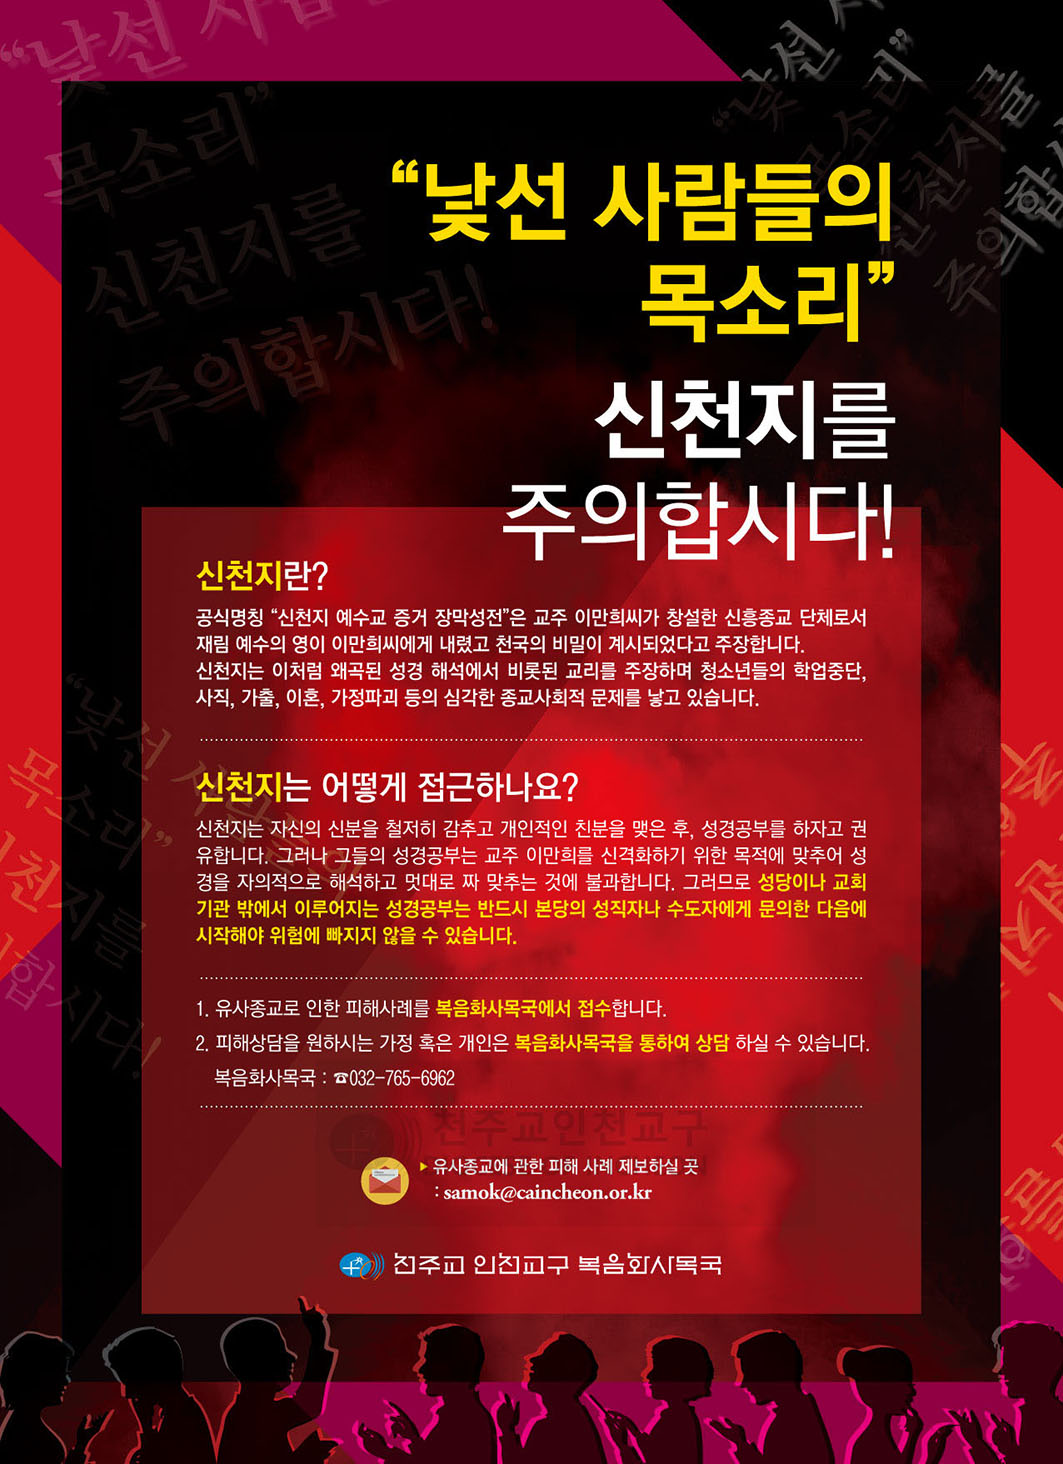 “낯선 사람들의
목소리”
신천지를
주의합시다!
신천지란?
공식명칭 “신천지 예수교 증거 장막성전”은 교주 이만희씨가 창설한 신흥종교 단체로서
재림 예수의 영이 이만희씨에게 내렸고 천국의 비밀이 계시되었다고 주장합니다.
신천지는 이처럼 왜곡된 성경 해석에서 비롯된 교리를 주장하며 청소년들의 학업중단,
사직, 가출, 이혼, 가정파괴 등의 심각한 종교사회적 문제를 낳고 있습니다.
신천지는 어떻게 접근하나요?
신천지는 자신의 신분을 철저히 감추고 개인적인 친분을 맺은 후, 성경공부를 하자고 권
유합니다. 그러나 그들의 성경공부는 교주 이만희를 신격화하기 위한 목적에 맞추어 성
경을 자의적으로 해석하고 멋대로 짜 맞추는 것에 불과합니다. 그러므로 성당이나 교회
기관 밖에서 이루어지는 성경공부는 반드시 본당의 성직자나 수도자에게 문의한 다음에
시작해야 위험에 빠지지 않을 수 있습니다.
1. 유사종교로 인한 피해사례를 복음화사목국에서 접수합니다.
2. 피해상담을 원하시는 가정 혹은 개인은 복음화사목국을 통하여 상담 하실 수 있습니다.
복음화사목국 : ☎032-765-6962
천주교인천교구
▶ 유사종교에 관한 피해 사례 제보하실 곳
: samok@caincheon.or.kr
천주교 인천교구 복음화사목국